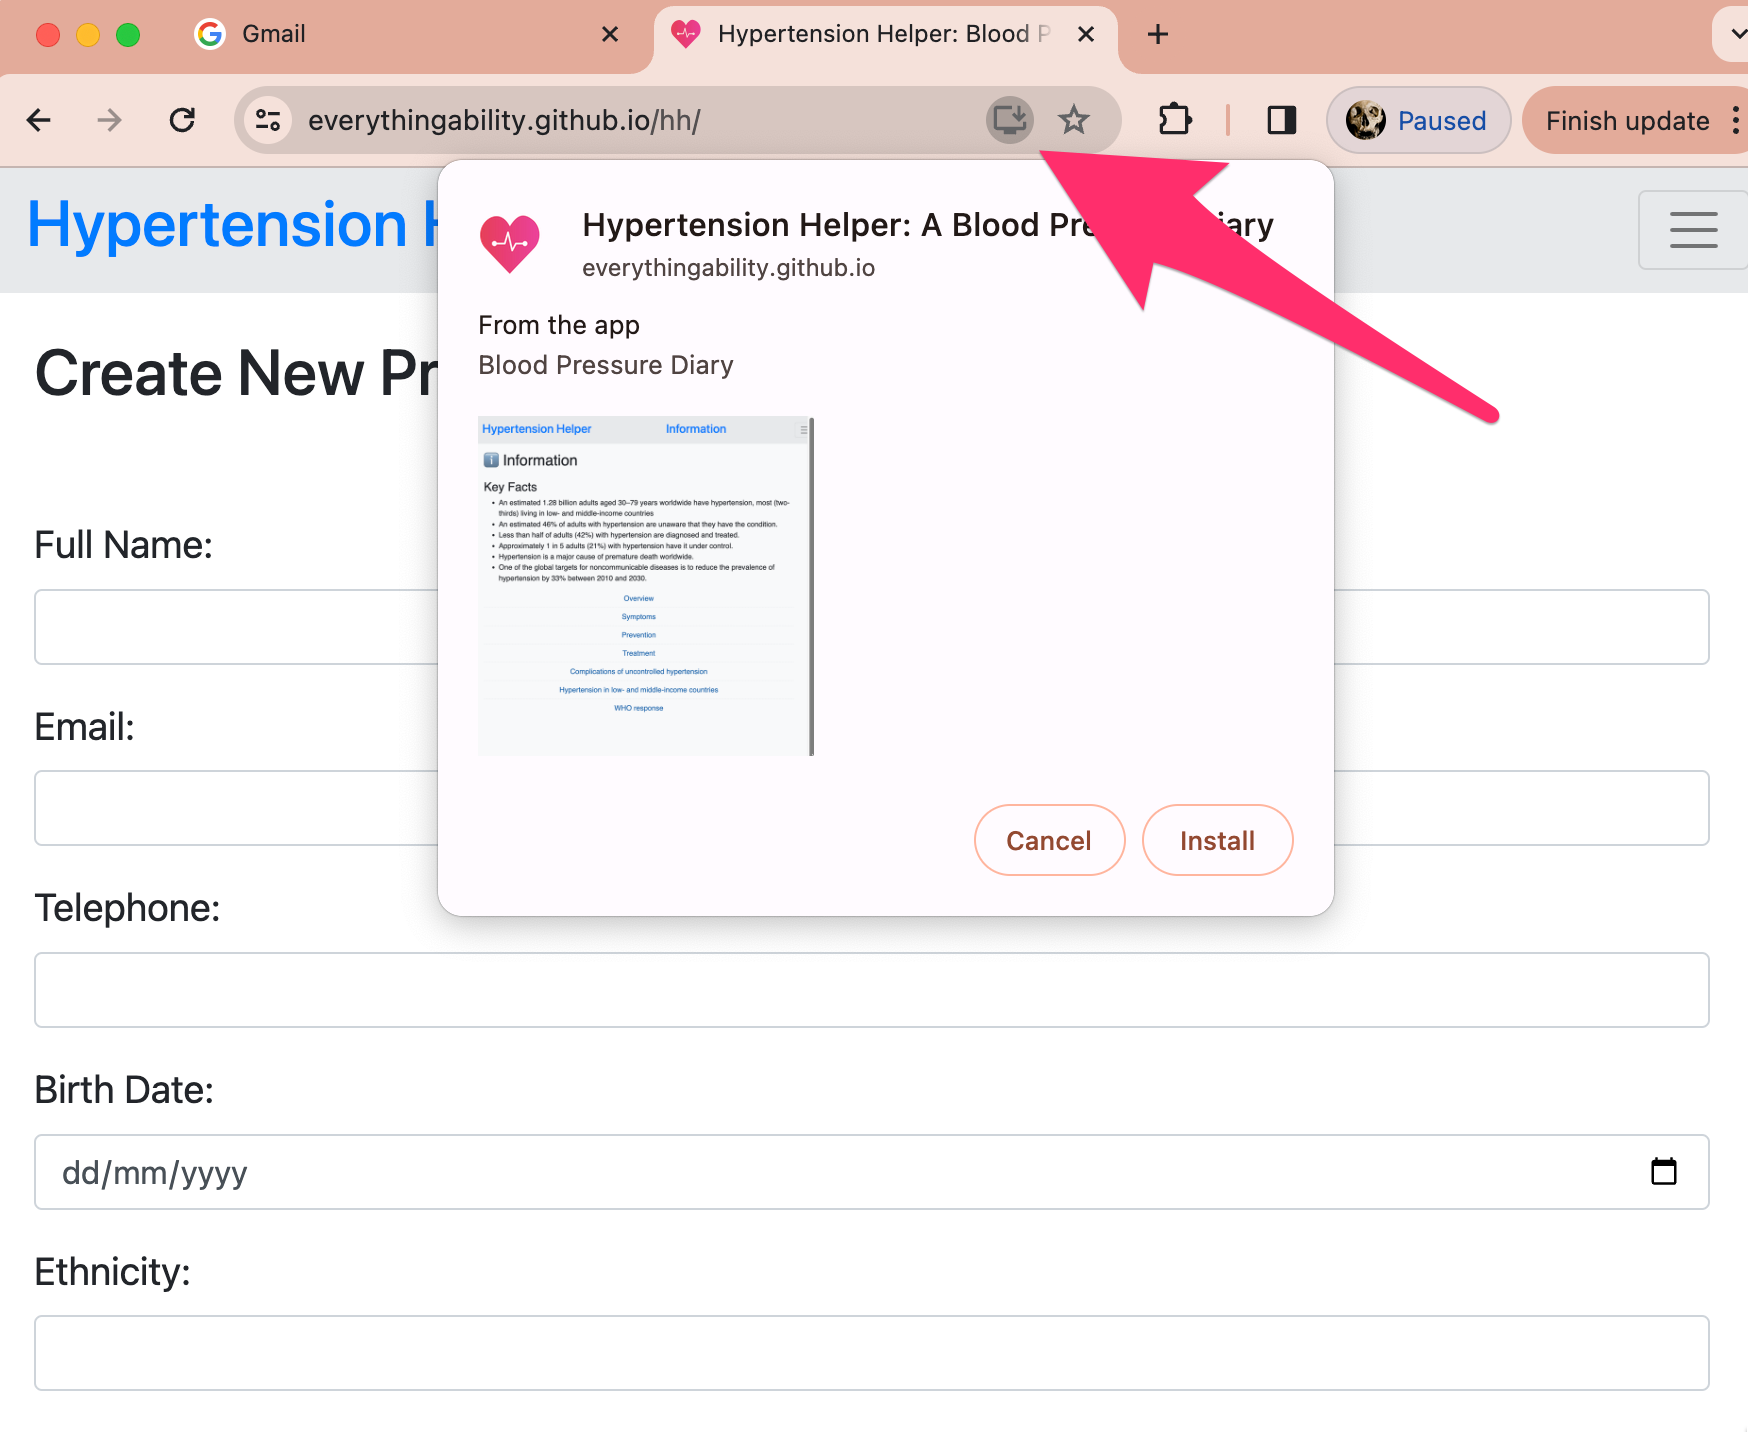 Gmail
Hypertension Helper: Blood P
everythingability.github.io/hh/
Paused
Finish update
Hypertension H
Hypertension Helper: A Blood Pre
iary
everythingability.github.io
From the app
Blood Pressure Diary
Create New Pr
Hypertension Helper
Information
Information
Key Facts
• An estimated 1.28 billion adults aged 30–79 years worldwide have hypertension, most (two-
thirds) living in low- and middle-income countries
• An estimated 46% of adults with hypertension are unaware that they have the condition.
• Less than half of adults (42%) with hypertension are diagnosed and treated.
• Approximately 1 in 5 adults (21%) with hypertension have it under control.
• Hypertension is a major cause of premature death worldwide.
• One of the global targets for noncommunicable diseases is to reduce the prevalence of
hypertension by 33% between 2010 and 2030.
Overview
Symptoms
Prevention
Treatment
Complications of uncontrolled hypertension
Hypertension in low- and middle-income countries
WHO response
Cancel
Install
Full Name:
Email:
Telephone:
Birth Date:
dd/mm/yyyy
Ethnicity: